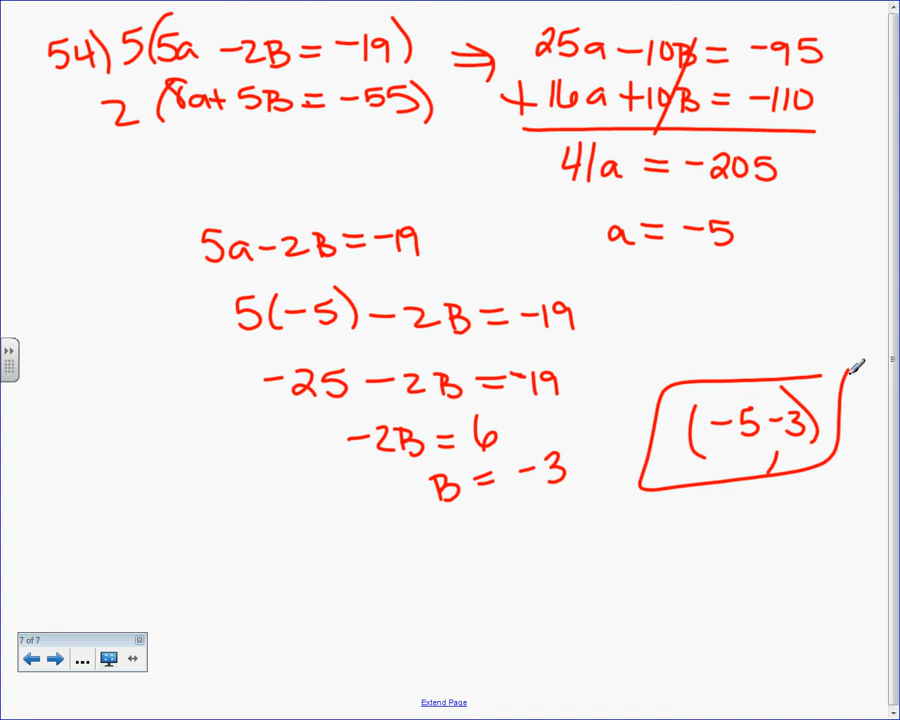 54) 5(5a - 2B = -19) ⇒ 25a - 10B = -95
2 (8a + 5B = -55) + 16a + 10B = -110
41a = -205
5a - 2B = -19 a = -5
5(-5) - 2B = -19
-25 - 2B = -19
-2B = 6 (-5, -3)
B = -3
7 of 7
...
Extend Page